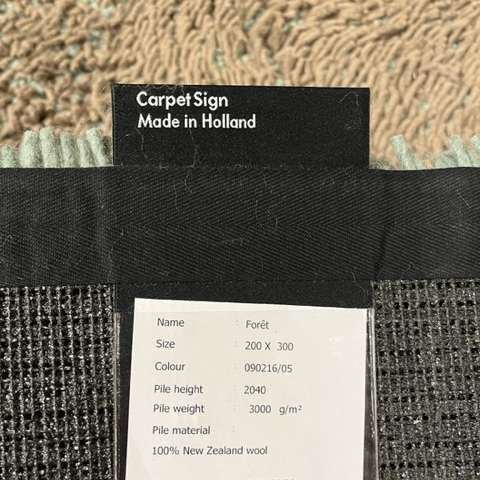 Carpet Sign
Made in Holland
Name : Forêt
Size : 200 X 300
Colour : 090216/05
Pile height : 2040
Pile weight : 3000 g/m²
Pile material :
100% New Zealand wool